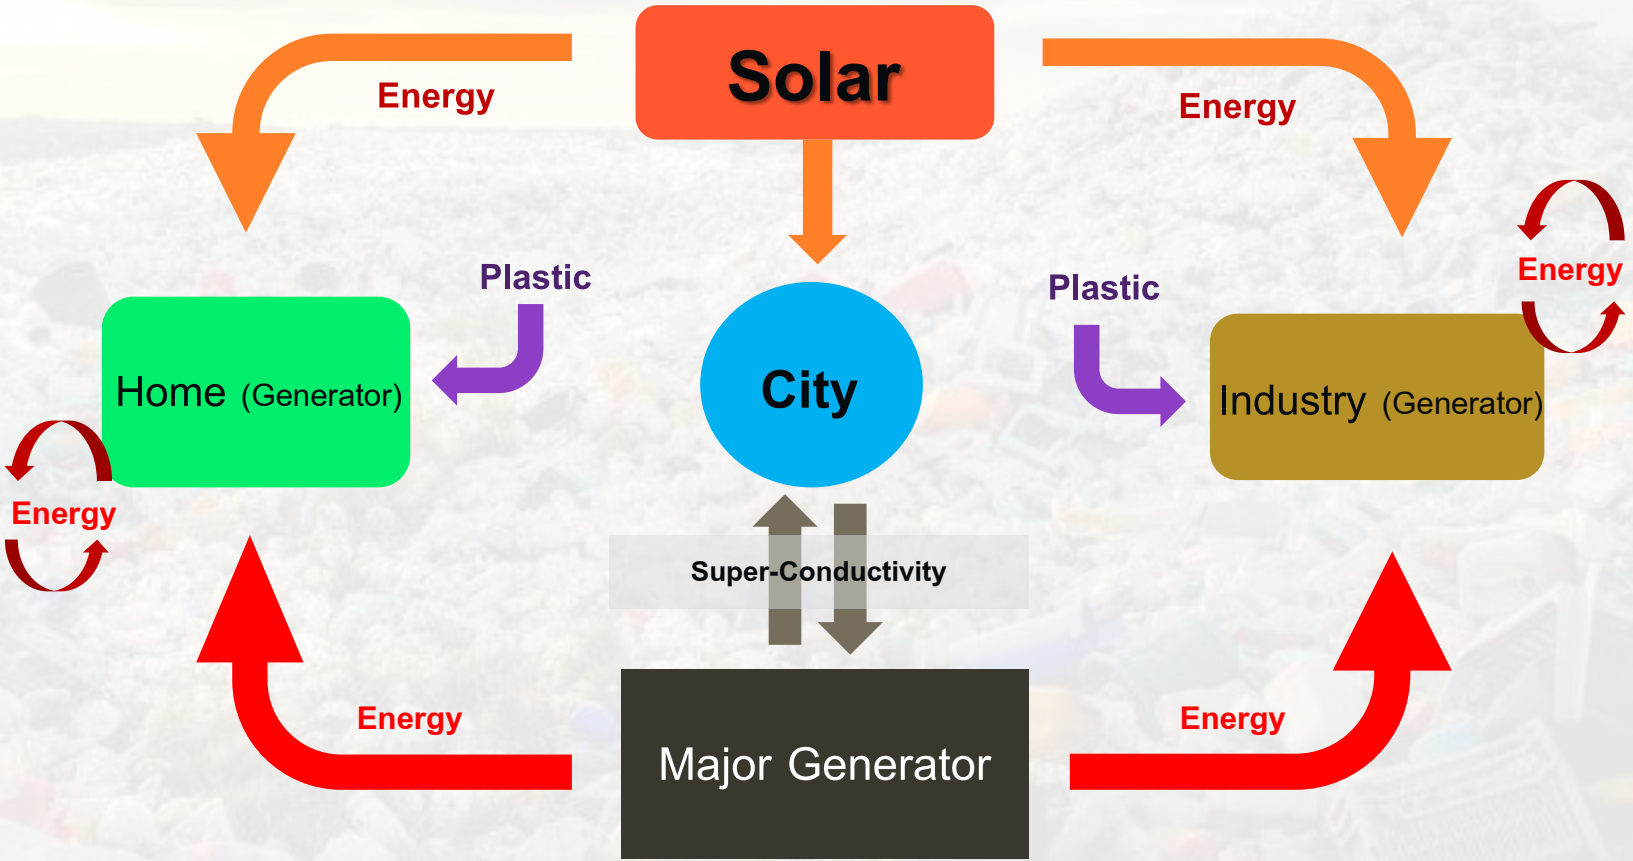 Solar
Energy
Energy
Energy
Plastic
Plastic
Home (Generator)
City
Industry (Generator)
Energy
Super-Conductivity
Energy
Energy
Major Generator